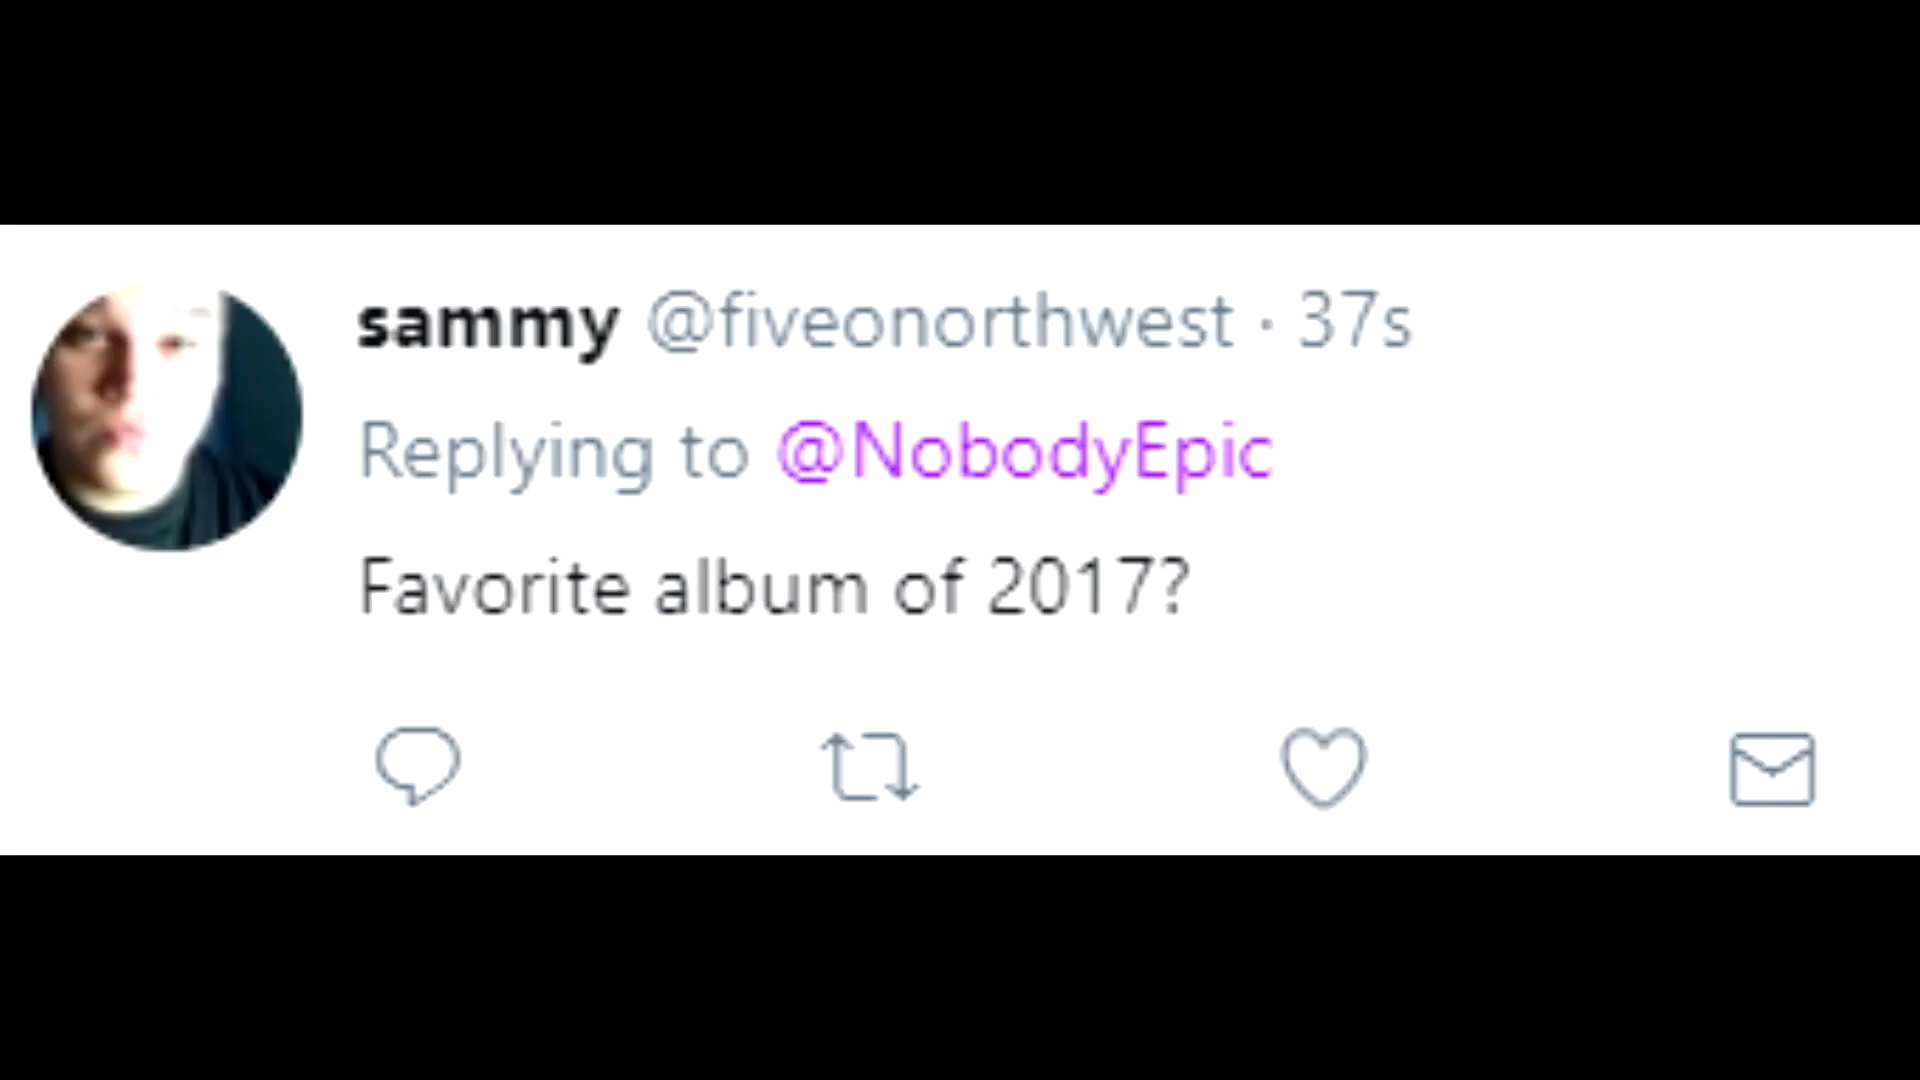 sammy @fiveonorthwest · 37s
Replying to @NobodyEpic
Favorite album of 2017?